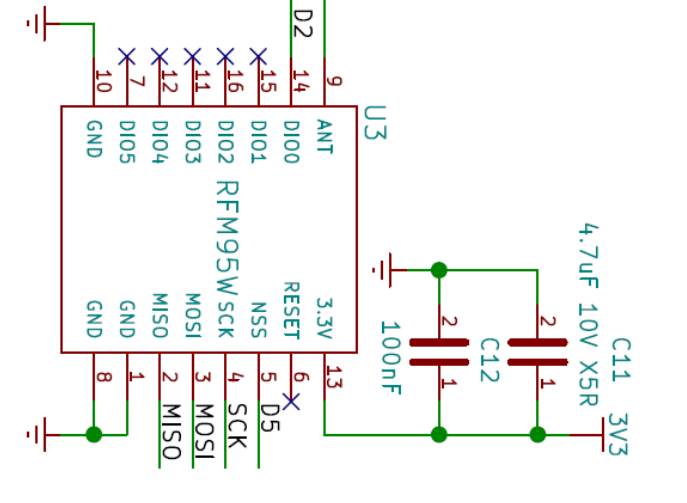 D2
10
7
12
11
16
15
14
9
U3
GND
DIO5
DIO4
DIO3
DIO2
DIO1
DIO0
ANT
RFM95W
GND
GND
MISO
MOSI
SCK
NSS
RESET
3.3V
8
1
2
3
4
5
6
13
MISO
MOSI
SCK
D5
2
1
100nF
C12
2
1
4.7uF 10V X5R
C11
3V3